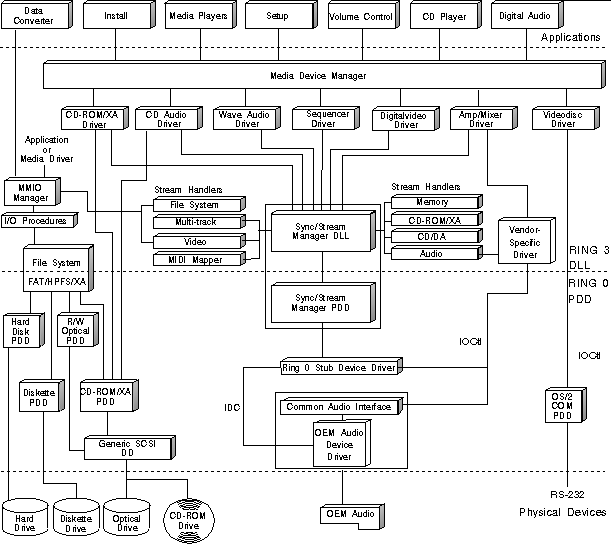 Data
Converter
Install
Media Players
Setup
Volume Control
CD Player
Digital Audio
Applications
Media Device Manager
CD-ROM/XA
Driver
CD Audio
Driver
Wave Audio
Driver
Sequencer
Driver
Digitalvideo
Driver
Amp/Mixer
Driver
Videodisc
Driver
Application
or
Media Driver
MMIO
Manager
I/O Procedures
Stream Handlers
File System
Multi-track
Video
MIDI Mapper
Sync/Stream
Manager DLL
Stream Handlers
Memory
CD-ROM/XA
CD/DA
Audio
Vendor-
Specific
Driver
RING 3
DLL
File System
FAT/HPFS/XA
RING 0
PDD
Sync/Stream
Manager PDD
Hard
Disk
PDD
R/W
Optical
PDD
IOCtl
IOCtl
Ring 0 Stub Device Driver
Diskette
PDD
CD-ROM/XA
PDD
IDC
Common Audio Interface
OS/2
COM
PDD
OEM Audio
Device
Driver
Generic SCSI
DD
RS-232
Physical Devices
Hard
Drive
Diskette
Drive
Optical
Drive
CD-ROM
Drive
OEM Audio